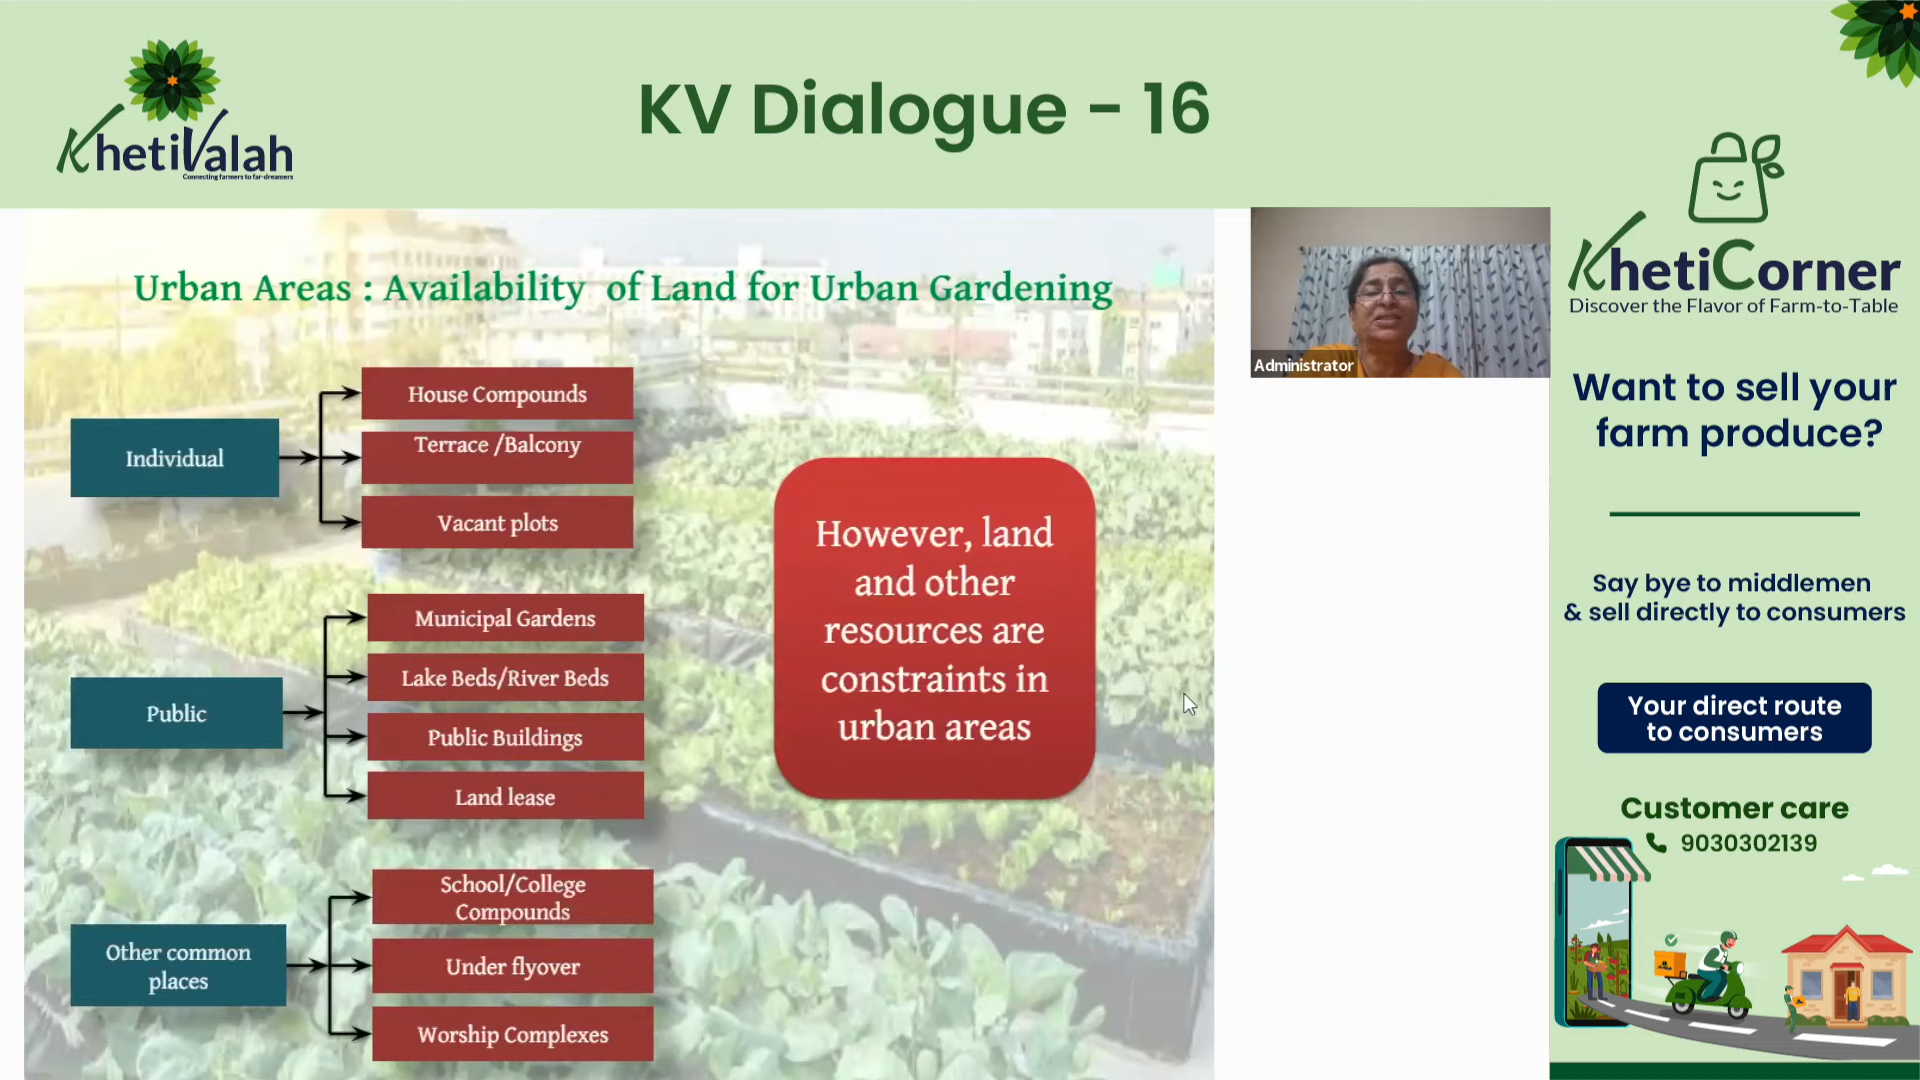 KhetiValah
Connecting farmers to far-dreamers
KV Dialogue - 16
Urban Areas : Availability of Land for Urban Gardening
Individual
House Compounds
Terrace /Balcony
Vacant plots
Public
Municipal Gardens
Lake Beds/River Beds
Public Buildings
Land lease
Other common
places
School/College
Compounds
Under flyover
Worship Complexes
However, land
and other
resources are
constraints in
urban areas
Administrator
KhetiCorner
Discover the Flavor of Farm-to-Table
Want to sell your
farm produce?
Say bye to middlemen
& sell directly to consumers
Your direct route
to consumers
Customer care
9030302139